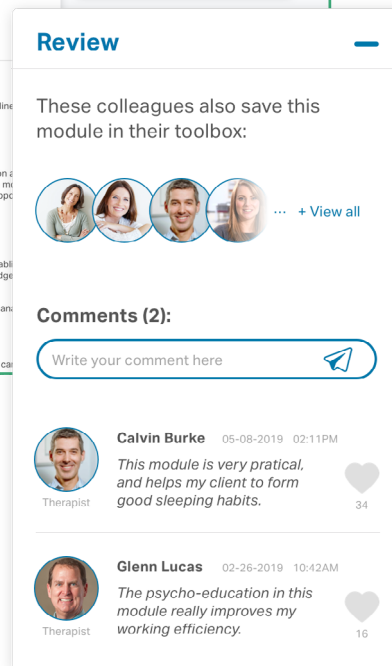 Review
These colleagues also save this
module in their toolbox:
... + View all
Comments (2):
Write your comment here
Calvin Burke 05-08-2019 02:11PM
This module is very pratical,
and helps my client to form
good sleeping habits.
Therapist
34
Glenn Lucas 02-26-2019 10:42AM
The psycho-education in this
module really improves my
working efficiency.
Therapist
16